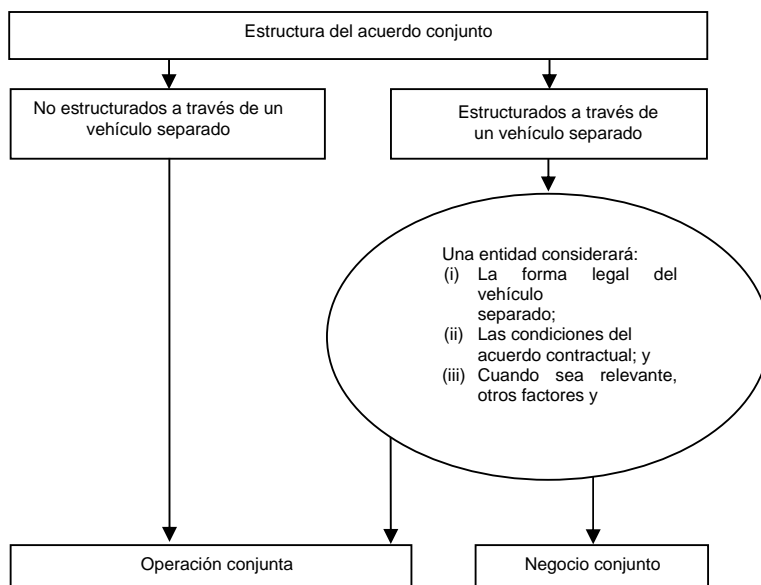 Estructura del acuerdo conjunto
No estructurados a través de un
vehículo separado
Estructurados a través de
un vehículo separado
Una entidad considerará:
(i) La forma legal del
vehículo
separado;
(ii) Las condiciones del
acuerdo contractual; y
(iii) Cuando sea relevante,
otros factores y
Operación conjunta
Negocio conjunto